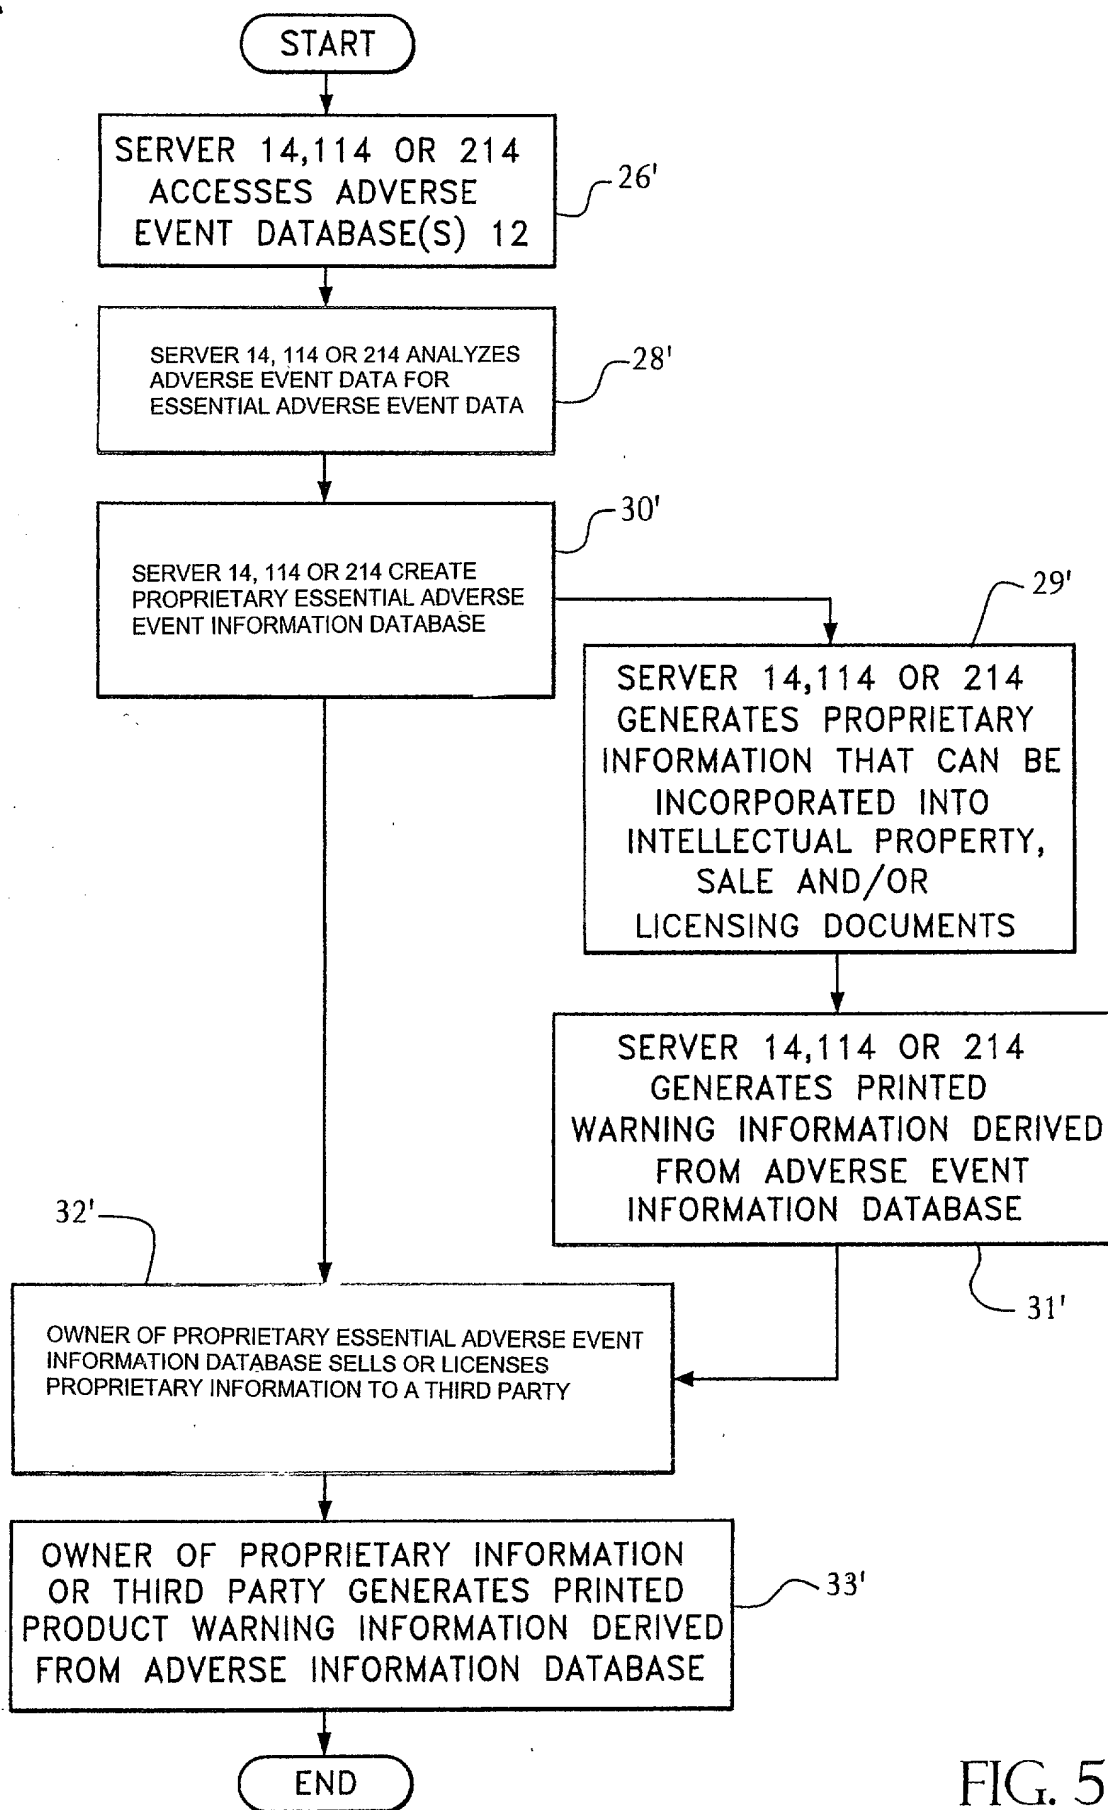 START
SERVER 14,114 OR 214
ACCESSES ADVERSE
EVENT DATABASE(S) 12
26'
SERVER 14, 114 OR 214 ANALYZES
ADVERSE EVENT DATA FOR
ESSENTIAL ADVERSE EVENT DATA
28'
SERVER 14, 114 OR 214 CREATE
PROPRIETARY ESSENTIAL ADVERSE
EVENT INFORMATION DATABASE
30'
29'
SERVER 14,114 OR 214
GENERATES PROPRIETARY
INFORMATION THAT CAN BE
INCORPORATED INTO
INTELLECTUAL PROPERTY,
SALE AND/OR
LICENSING DOCUMENTS
SERVER 14,114 OR 214
GENERATES PRINTED
WARNING INFORMATION DERIVED
FROM ADVERSE EVENT
INFORMATION DATABASE
31'
32'
OWNER OF PROPRIETARY ESSENTIAL ADVERSE EVENT
INFORMATION DATABASE SELLS OR LICENSES
PROPRIETARY INFORMATION TO A THIRD PARTY
OWNER OF PROPRIETARY INFORMATION
OR THIRD PARTY GENERATES PRINTED
PRODUCT WARNING INFORMATION DERIVED
FROM ADVERSE INFORMATION DATABASE
33'
END
FIG. 5